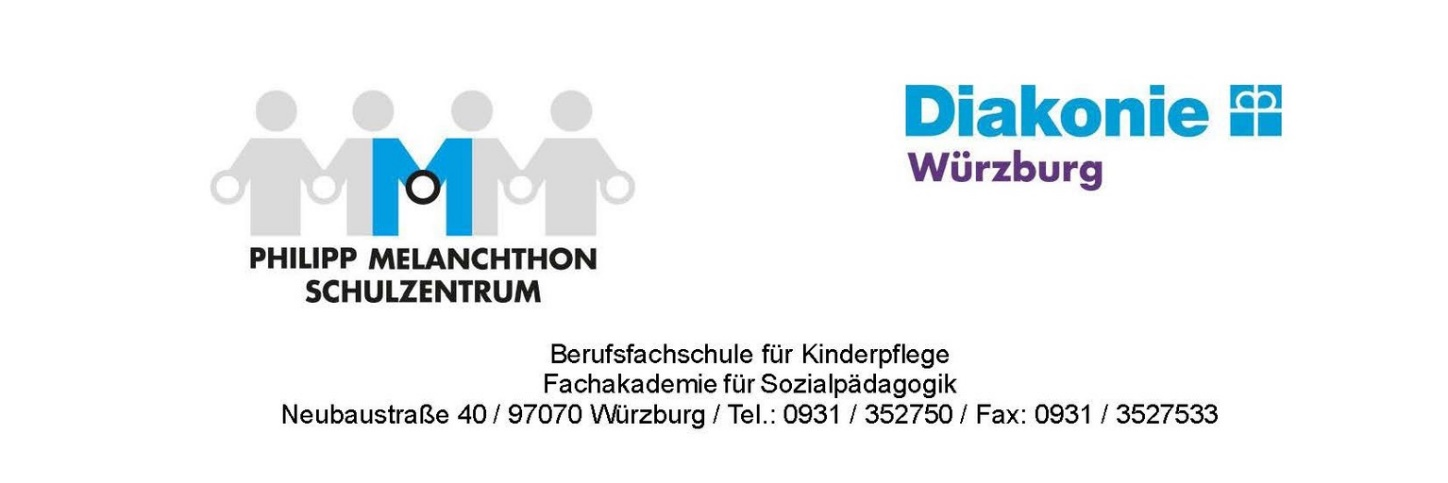 Diakonie
Würzburg
PHILIPP MELANCHTHON
SCHULZENTRUM
Berufsfachschule für Kinderpflege
Fachakademie für Sozialpädagogik
Neubaustraße 40 / 97070 Würzburg / Tel.: 0931 / 352750 / Fax: 0931 / 3527533